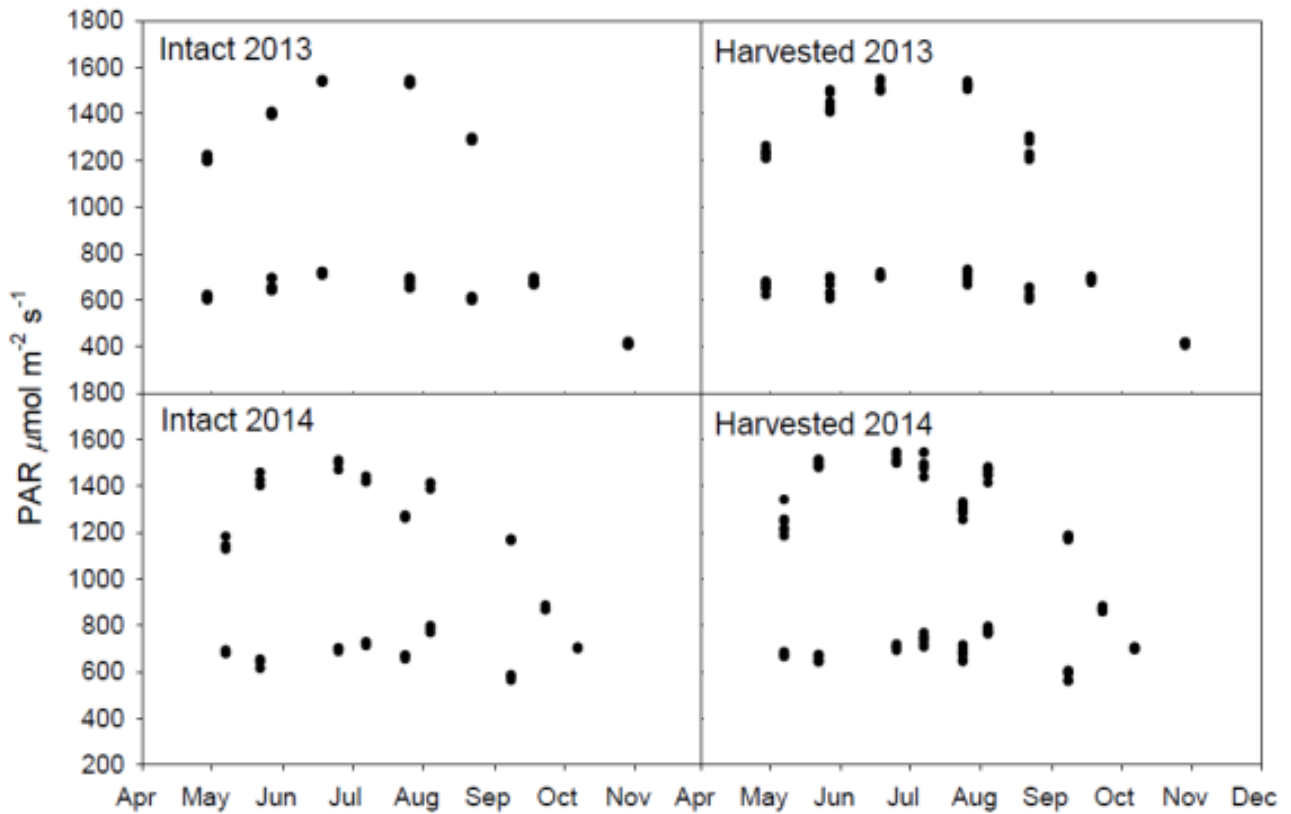 1800
1600
1400
1200
1000
800
600
400
1800
1600
1400
1200
1000
800
600
400
200
PAR μmol m⁻² s⁻¹
Intact 2013
Harvested 2013
Intact 2014
Harvested 2014
Apr May Jun Jul Aug Sep Oct Nov Apr May Jun Jul Aug Sep Oct Nov Dec